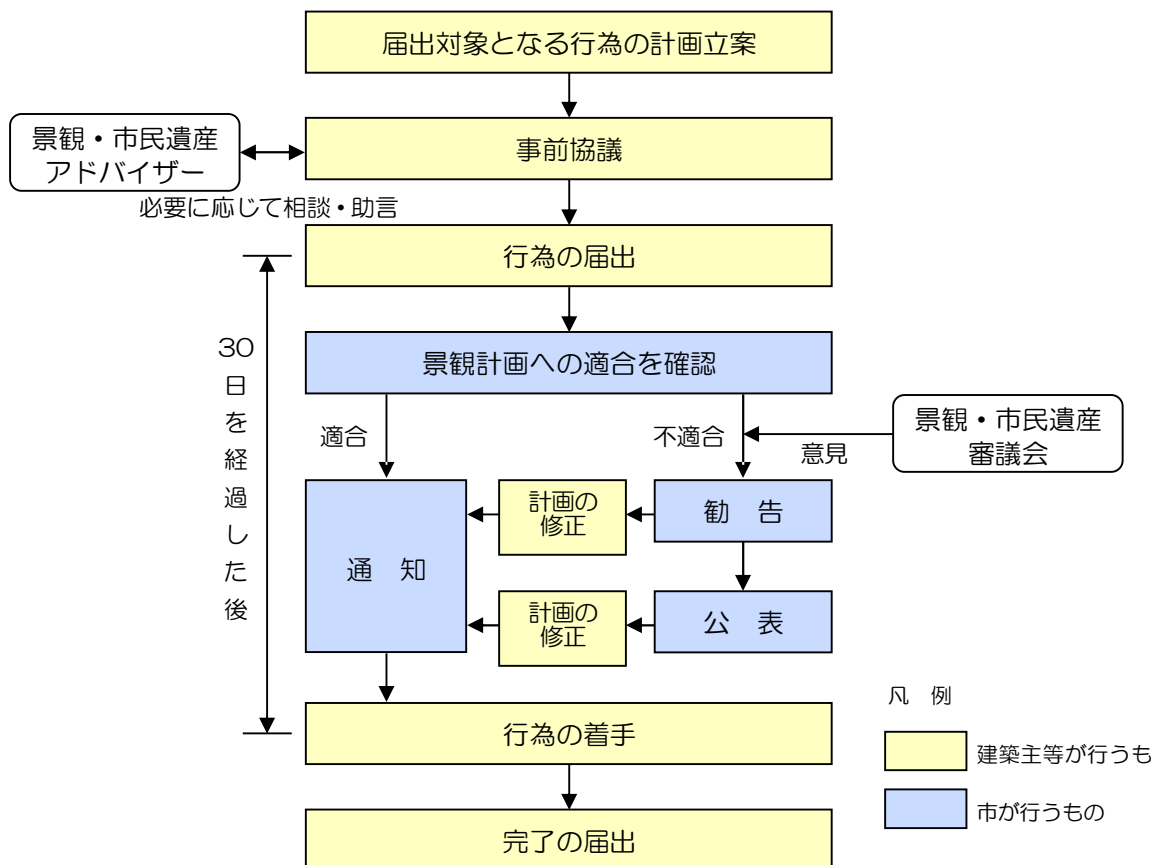 届出対象となる行為の計画立案
景観・市民遺産
アドバイザー
事前協議
必要に応じて相談・助言
行為の届出
30日を経過した後
景観計画への適合を確認
適合
不適合
意見
景観・市民遺産
審議会
通　知
計画の
修正
勧　告
計画の
修正
公　表
行為の着手
完了の届出
凡　例
建築主等が行うも
市が行うもの